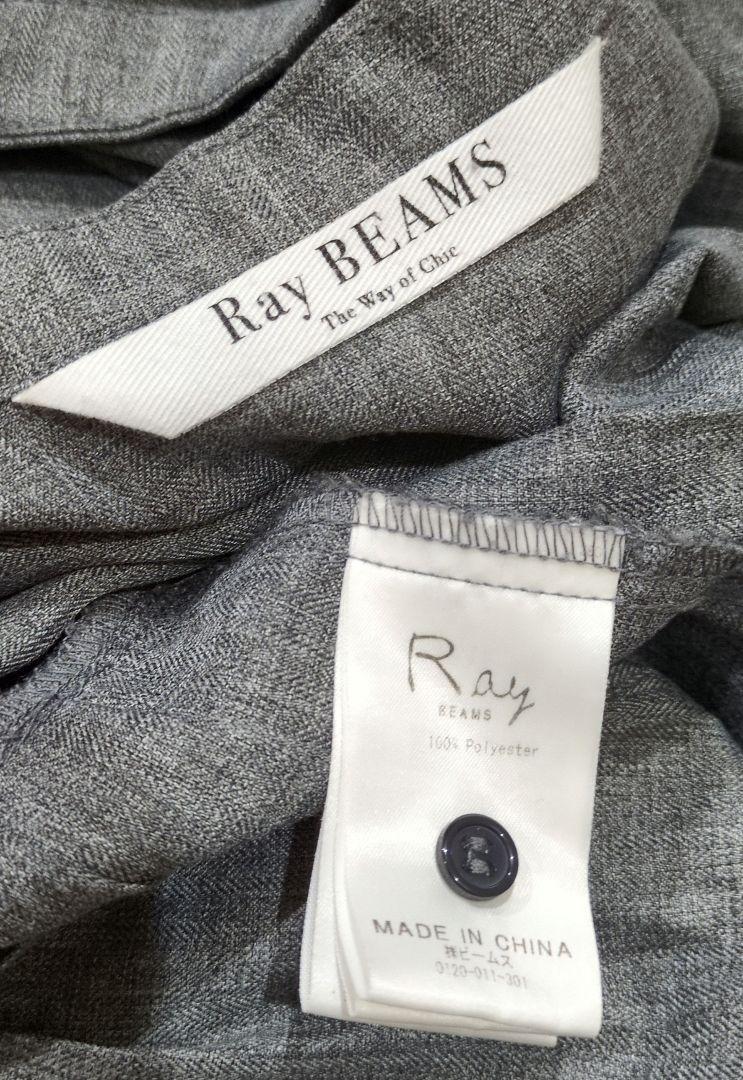 Ray BEAMS
The Way of Chic
Ray
BEAMS
100% Polyester
MADE IN CHINA
㈱ビームス
0120-011-301